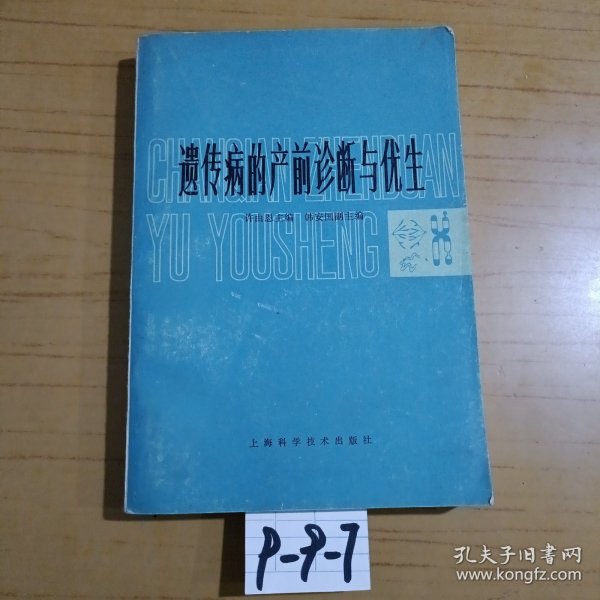 CHANQIAN ZHENDUAN
遗传病的产前诊断与优生
许由恩主编 韩安国副主编
YU YOUSHENG
上海科学技术出版社
P-9-7
孔夫子旧书网
www.kongfz.com